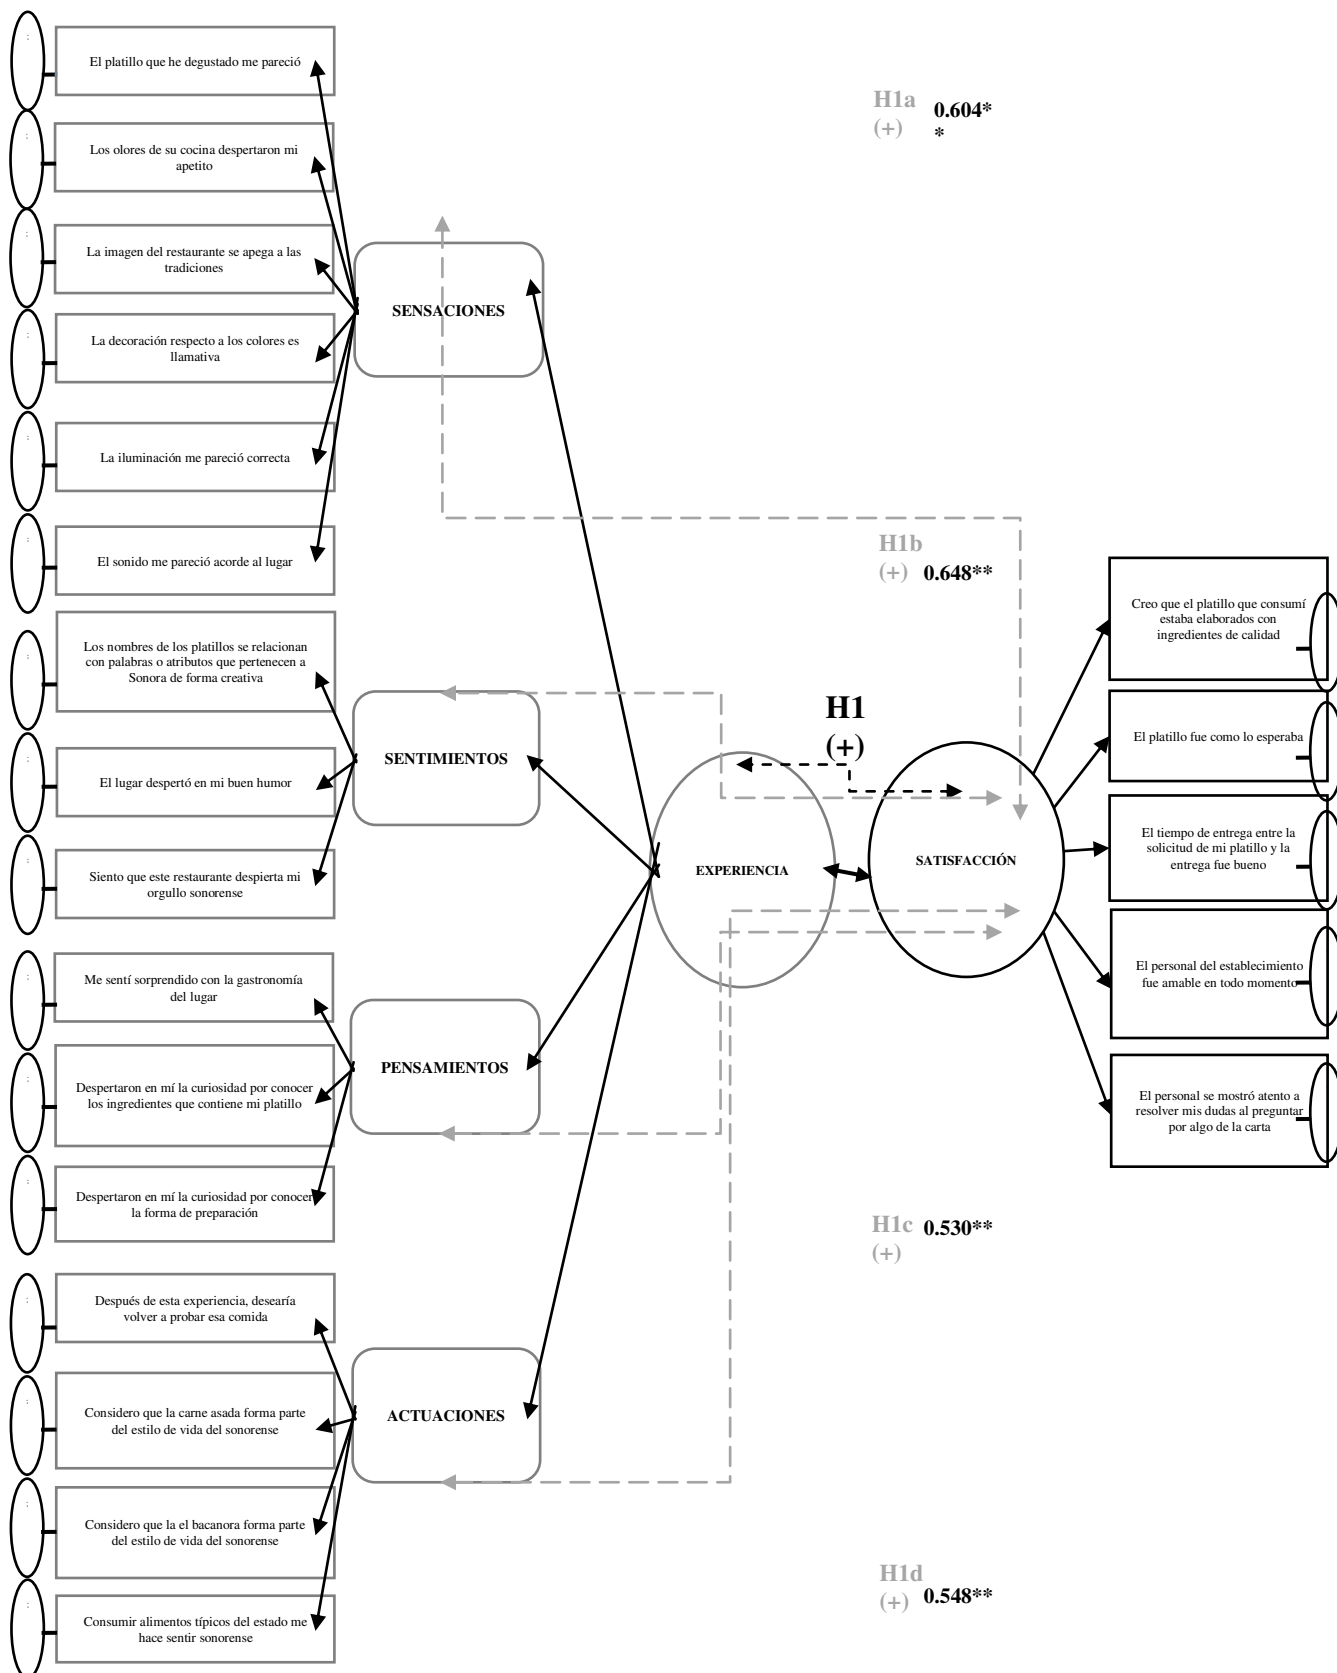 El platillo que he degustado me pareció
Los olores de su cocina despertaron mi
apetito
La imagen del restaurante se apega a las
tradiciones
La decoración respecto a los colores es
llamativa
La iluminación me pareció correcta
El sonido me pareció acorde al lugar
Los nombres de los platillos se relacionan
con palabras o atributos que pertenecen a
Sonora de forma creativa
El lugar despertó en mi buen humor
Siento que este restaurante despierta mi
orgullo sonorense
Me sentí sorprendido con la gastronomía
del lugar
Despertaron en mí la curiosidad por conocer
los ingredientes que contiene mi platillo
Despertaron en mí la curiosidad por conocer
la forma de preparación
Después de esta experiencia, desearía
volver a probar esa comida
Considero que la carne asada forma parte
del estilo de vida del sonorense
Considero que la el bacanora forma parte
del estilo de vida del sonorense
Consumir alimentos típicos del estado me
hace sentir sonorense
SENSACIONES
SENTIMIENTOS
PENSAMIENTOS
ACTUACIONES
H1a
(+)
0.604*
*
H1b
(+) 0.648**
H1
(+)
EXPERIENCIA
SATISFACCIÓN
H1c 0.530**
(+)
H1d
(+) 0.548**
Creo que el platillo que consumí
estaba elaborados con
ingredientes de calidad
El platillo fue como lo esperaba
El tiempo de entrega entre la
solicitud de mi platillo y la
entrega fue bueno
El personal del establecimiento
fue amable en todo momento
El personal se mostró atento a
resolver mis dudas al preguntar
por algo de la carta